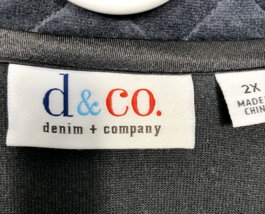 d&co.
denim + company
2X
MADE
CHIN